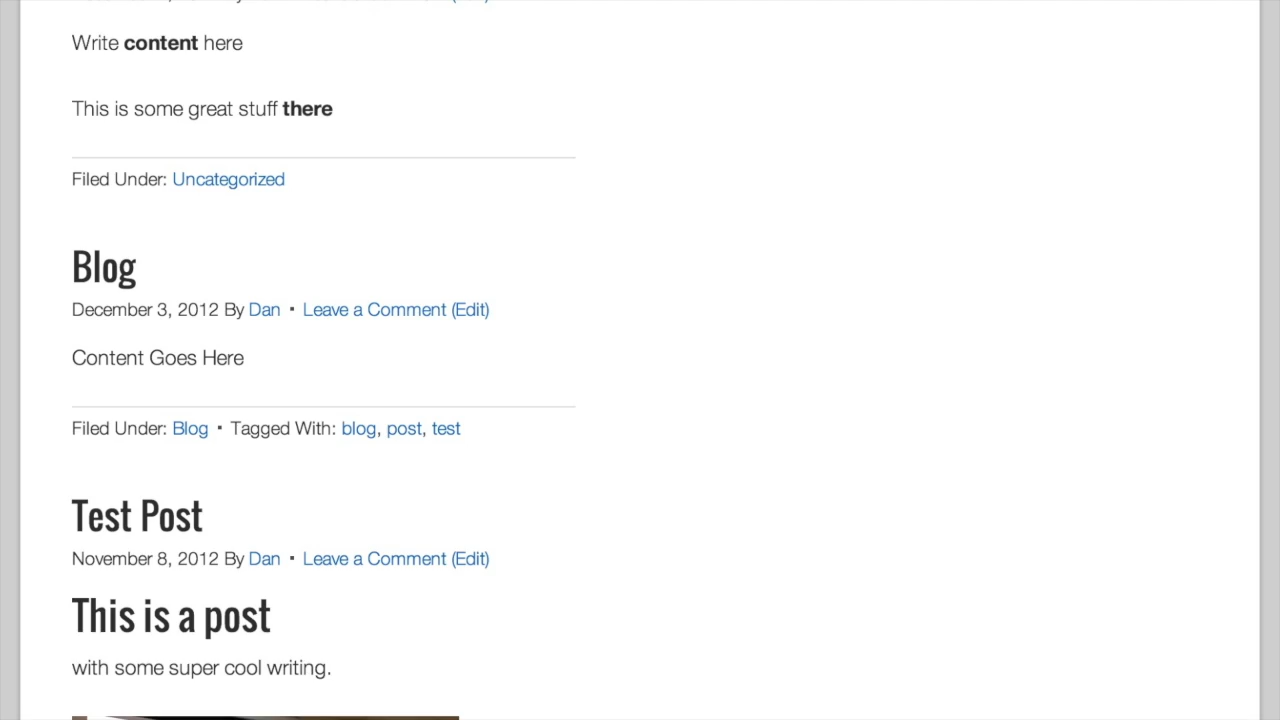 Write content here
This is some great stuff there
Filed Under: Uncategorized
Blog
December 3, 2012 By Dan · Leave a Comment (Edit)
Content Goes Here
Filed Under: Blog · Tagged With: blog, post, test
Test Post
November 8, 2012 By Dan · Leave a Comment (Edit)
This is a post
with some super cool writing.